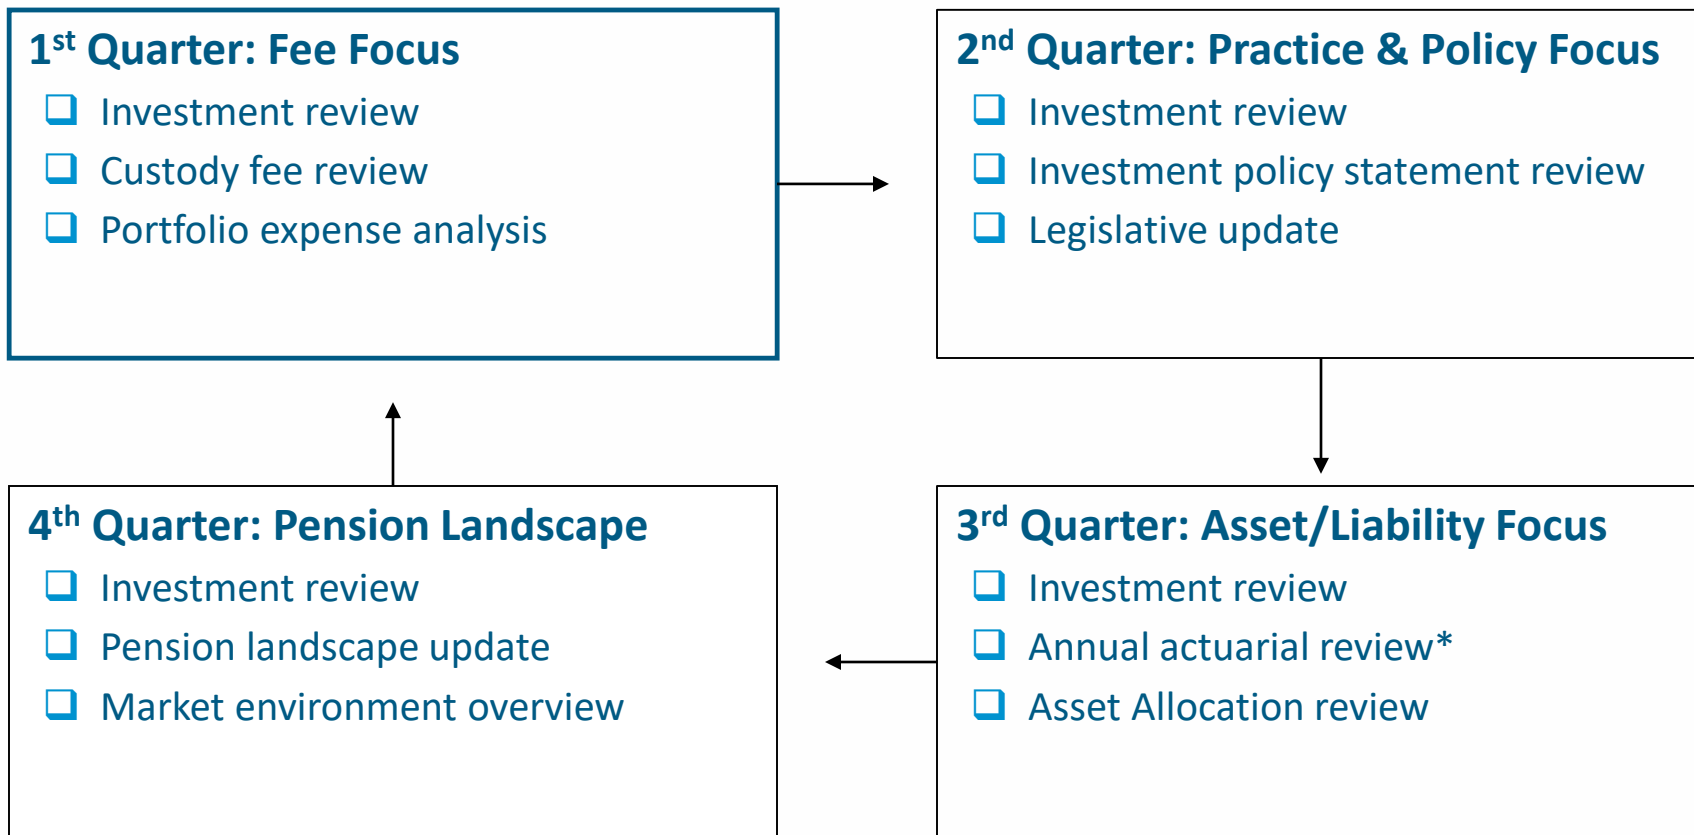 1st Quarter: Fee Focus
Investment review
Custody fee review
Portfolio expense analysis
2nd Quarter: Practice & Policy Focus
Investment review
Investment policy statement review
Legislative update
3rd Quarter: Asset/Liability Focus
Investment review
Annual actuarial review*
Asset Allocation review
4th Quarter: Pension Landscape
Investment review
Pension landscape update
Market environment overview